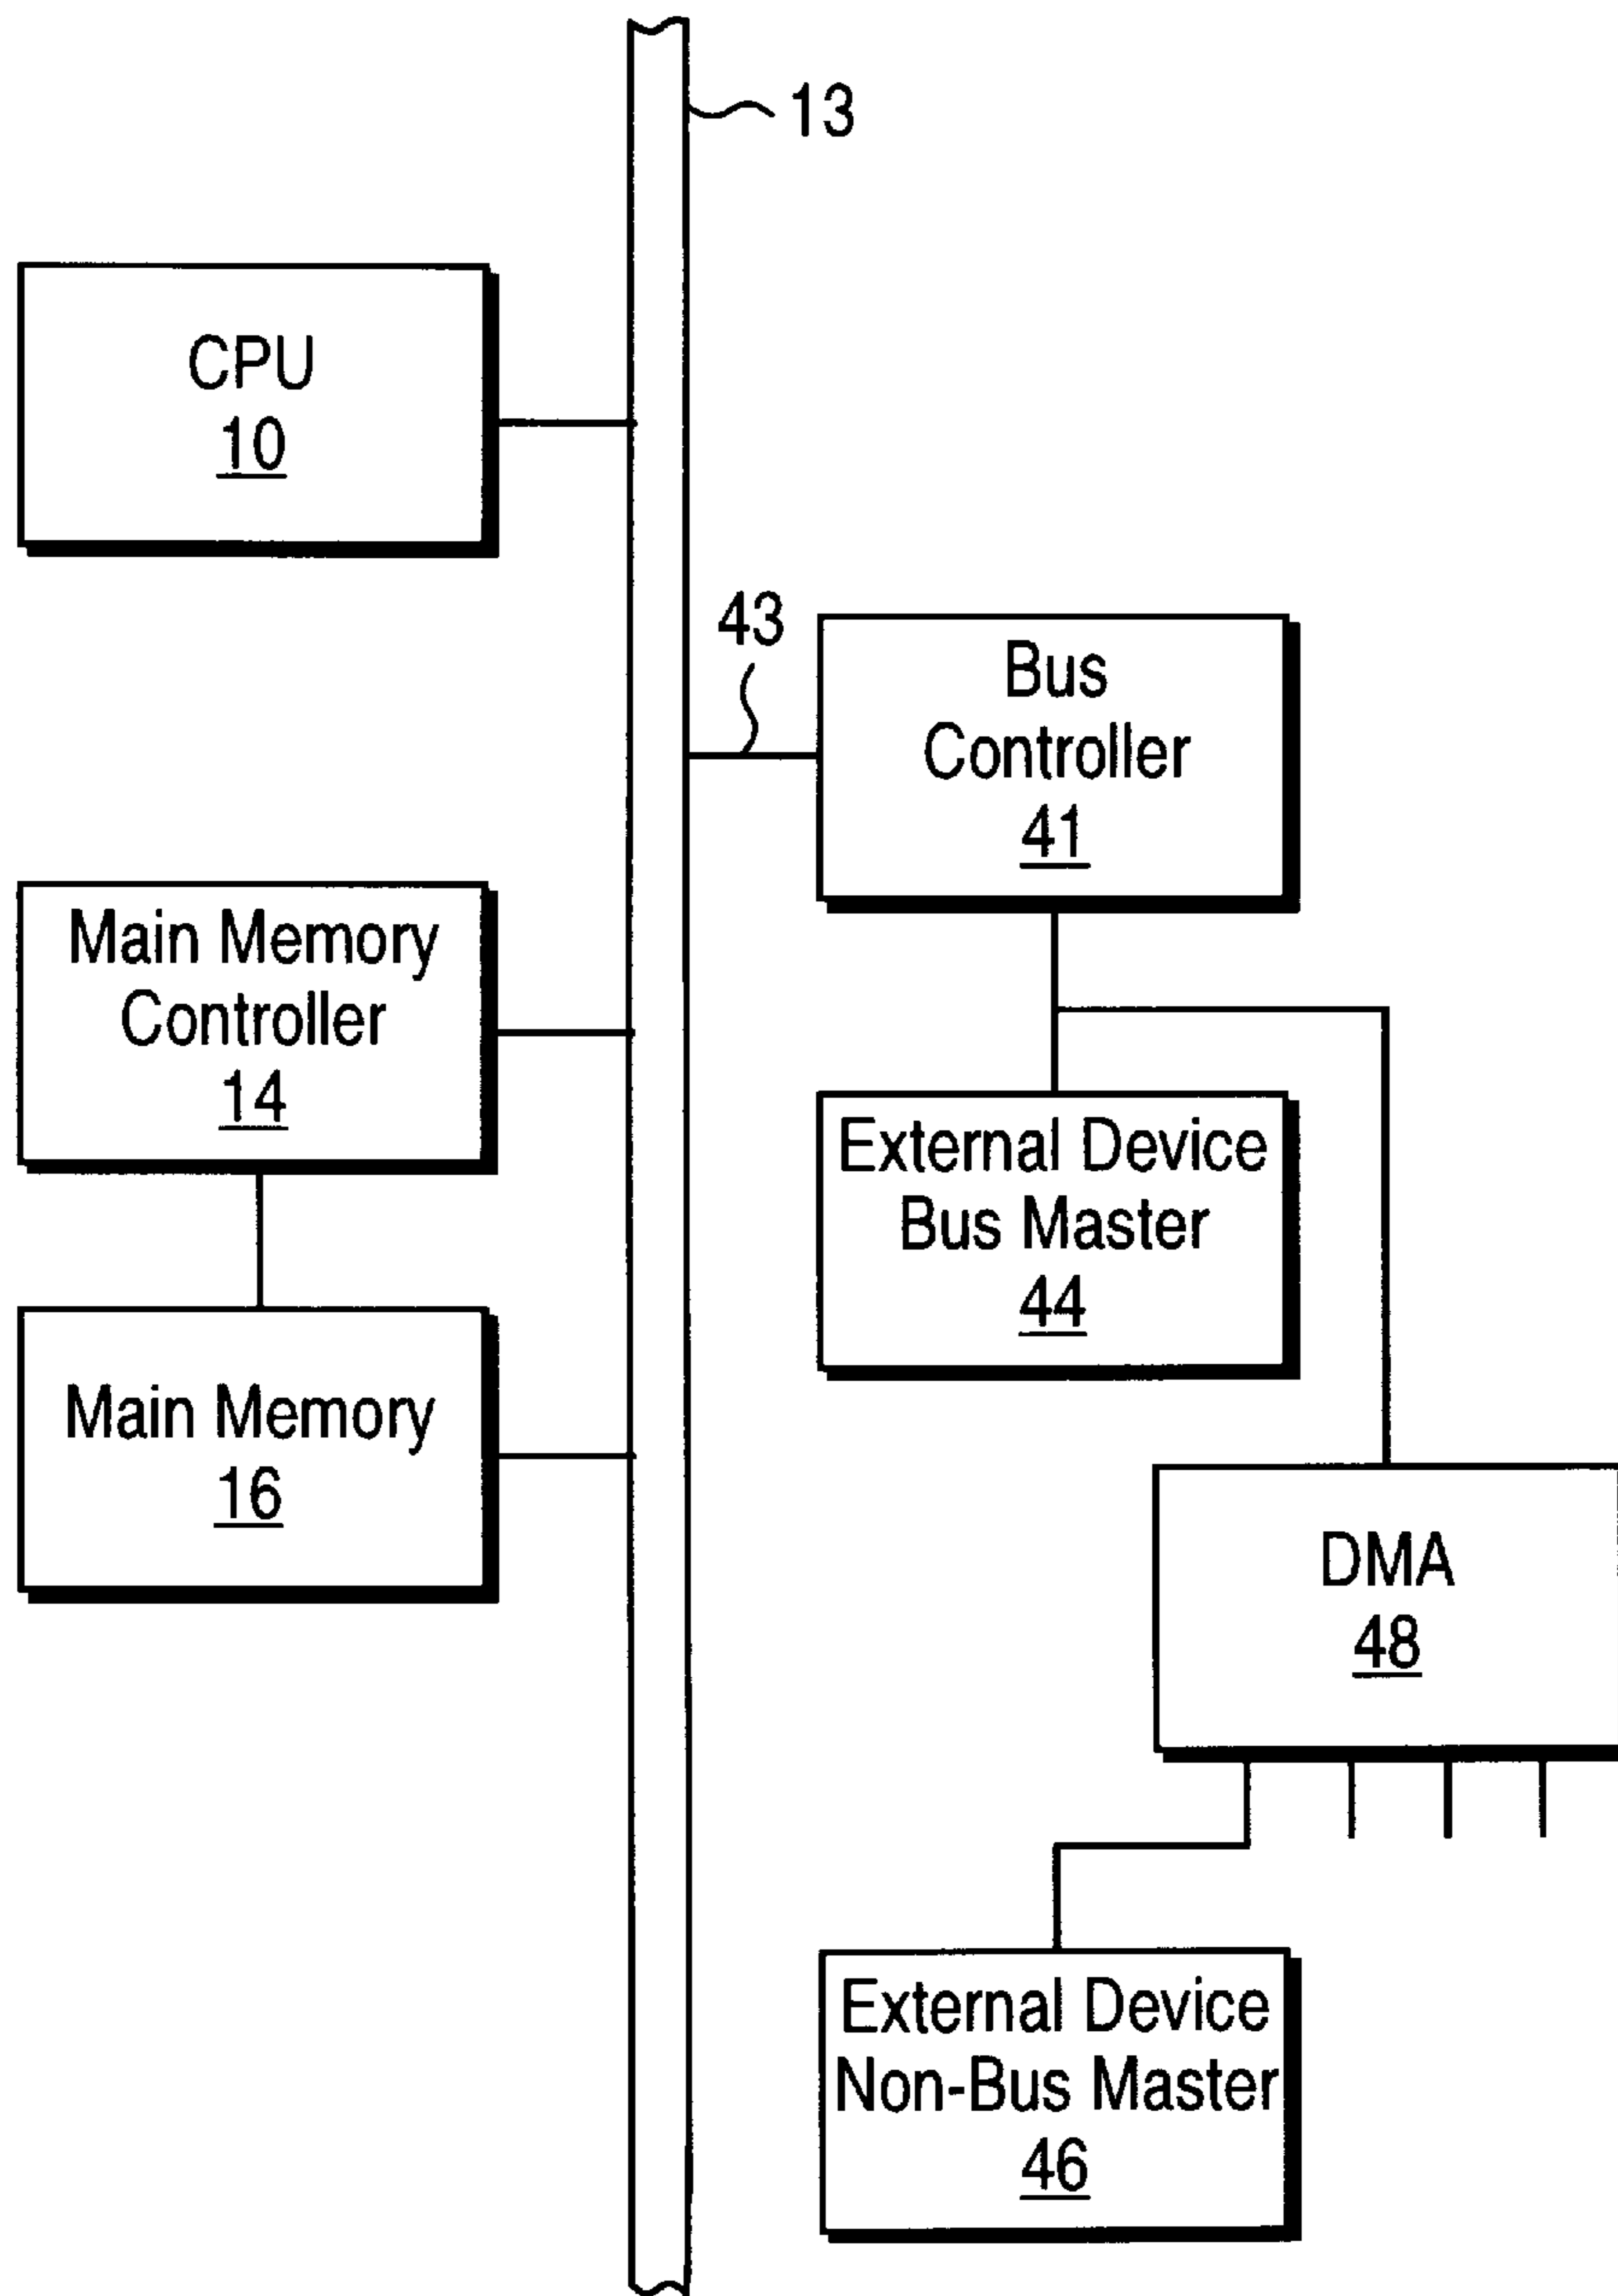 13
CPU
10
43
Bus
Controller
41
Main Memory
Controller
14
External Device
Bus Master
44
Main Memory
16
DMA
48
External Device
Non-Bus Master
46